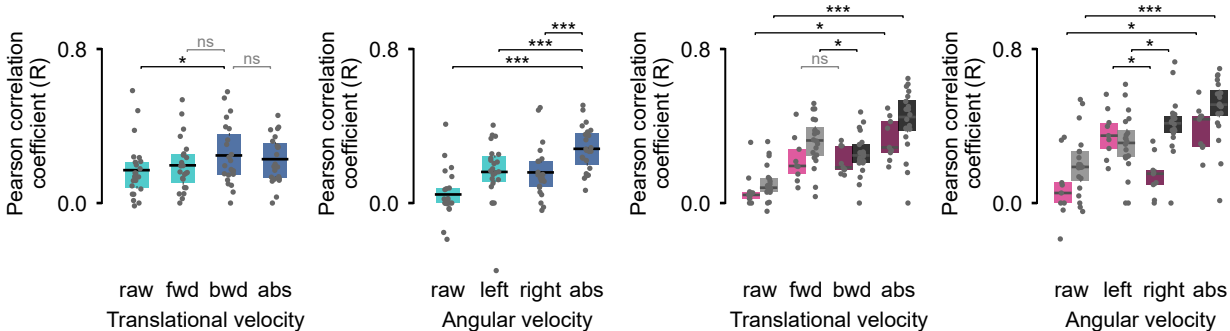 Pearson correlation
coefficient (R)
0.8
0.0
*
ns
ns
raw fwd bwd abs
Translational velocity
Pearson correlation
coefficient (R)
0.8
0.0
***
***
***
raw left right abs
Angular velocity
Pearson correlation
coefficient (R)
0.8
0.0
***
*
*
ns
raw fwd bwd abs
Translational velocity
Pearson correlation
coefficient (R)
0.8
0.0
***
*
*
*
raw left right abs
Angular velocity